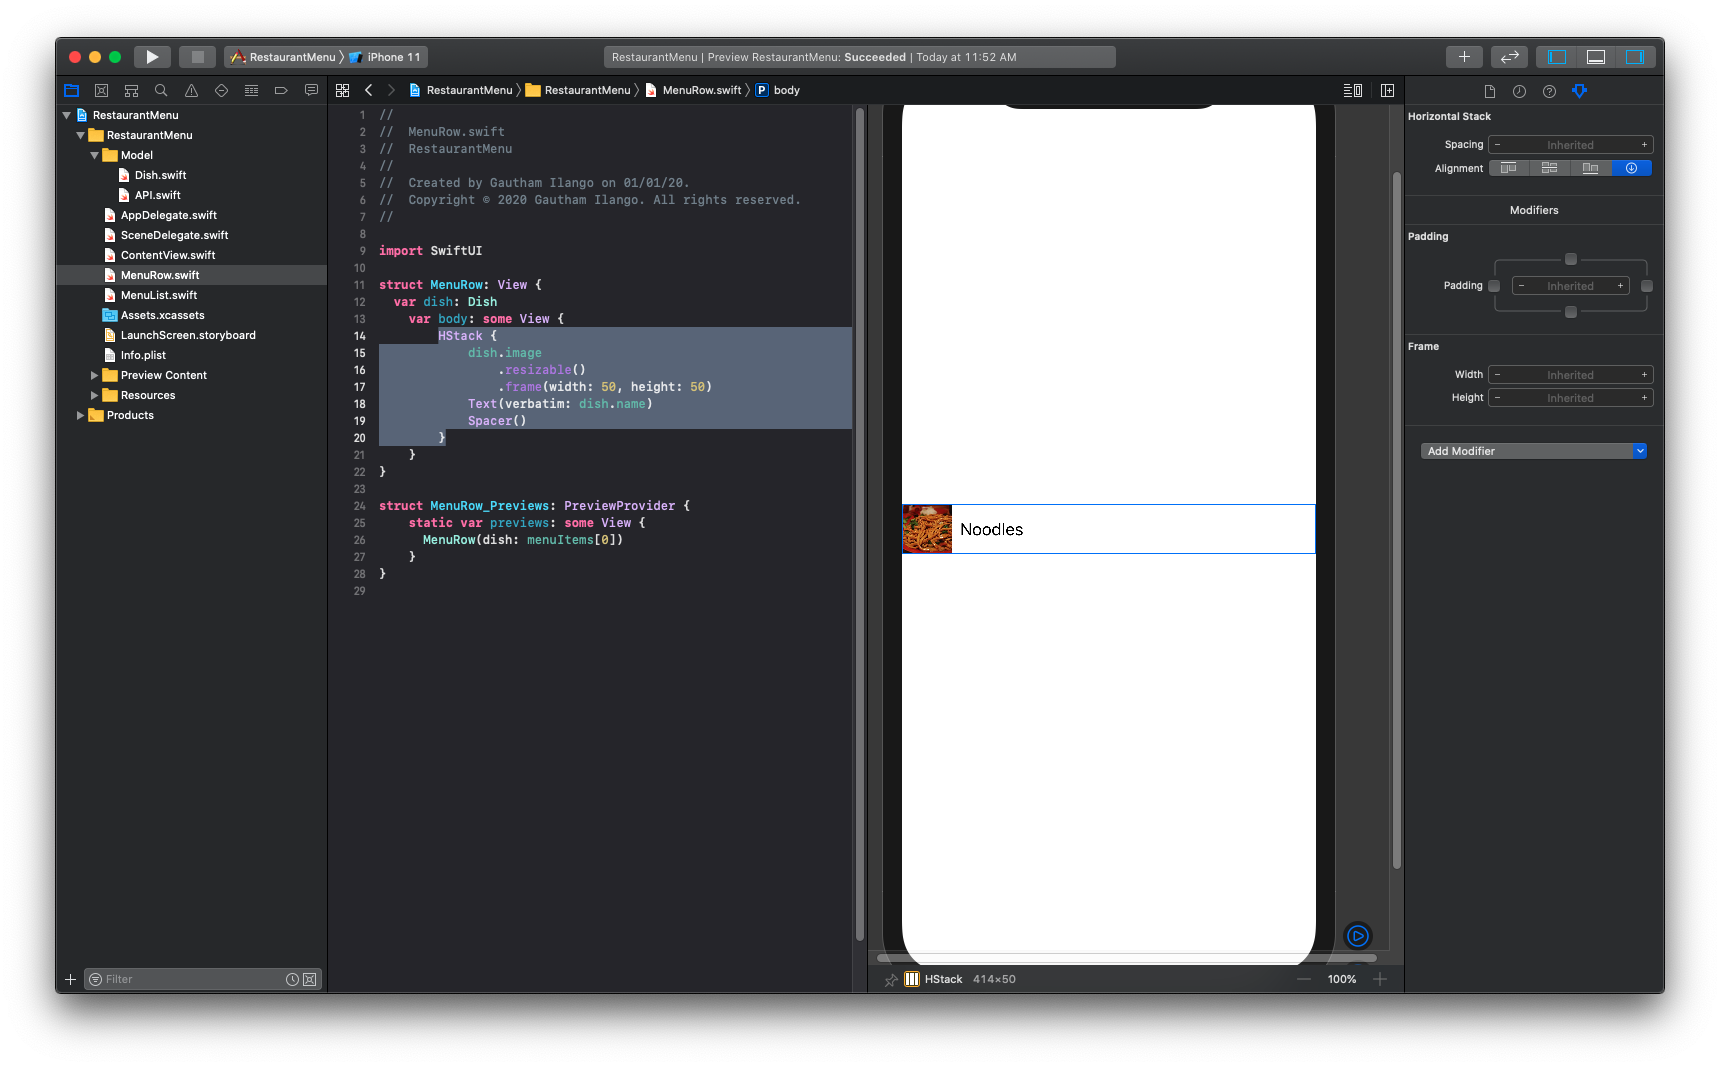 RestaurantMenu 〉 iPhone 11
RestaurantMenu | Preview RestaurantMenu: Succeeded | Today at 11:52 AM
RestaurantMenu 〉 RestaurantMenu 〉 MenuRow.swift 〉 P body
RestaurantMenu
RestaurantMenu
Model
Dish.swift
API.swift
AppDelegate.swift
SceneDelegate.swift
ContentView.swift
MenuRow.swift
MenuList.swift
Assets.xcassets
LaunchScreen.storyboard
Info.plist
Preview Content
Resources
Products
Filter
1 //
2 //  MenuRow.swift
3 //  RestaurantMenu
4 //
5 //  Created by Gautham Ilango on 01/01/20.
6 //  Copyright © 2020 Gautham Ilango. All rights reserved.
7 //
8
9 import SwiftUI
10
11 struct MenuRow: View {
12   var dish: Dish
13     var body: some View {
14         HStack {
15             dish.image
16                 .resizable()
17                 .frame(width: 50, height: 50)
18             Text(verbatim: dish.name)
19             Spacer()
20         }
21     }
22 }
23
24 struct MenuRow_Previews: PreviewProvider {
25     static var previews: some View {
26       MenuRow(dish: menuItems[0])
27     }
28 }
29
Noodles
HStack 414×50
100%
Horizontal Stack
Spacing − Inherited +
Alignment
Modifiers
Padding
Padding − Inherited +
Frame
Width − Inherited +
Height − Inherited +
Add Modifier